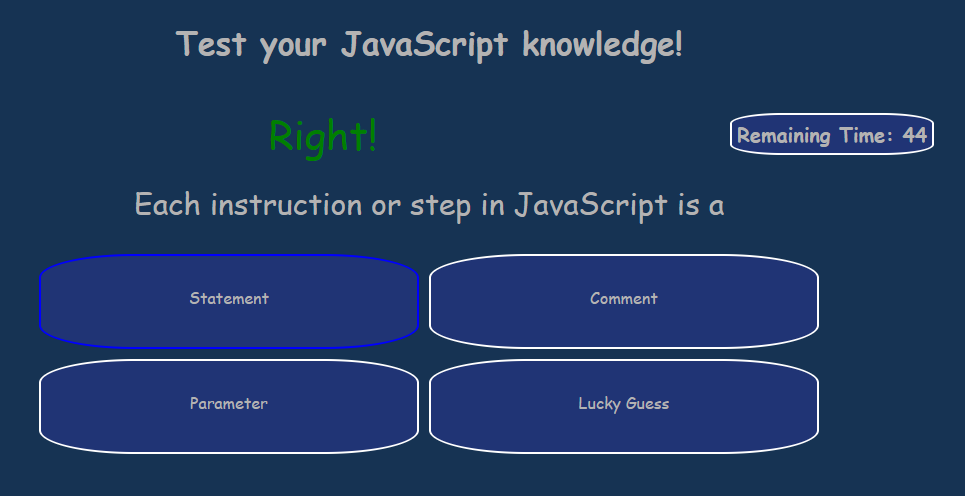 Test your JavaScript knowledge!
Right!
Remaining Time: 44
Each instruction or step in JavaScript is a
Statement
Comment
Parameter
Lucky Guess